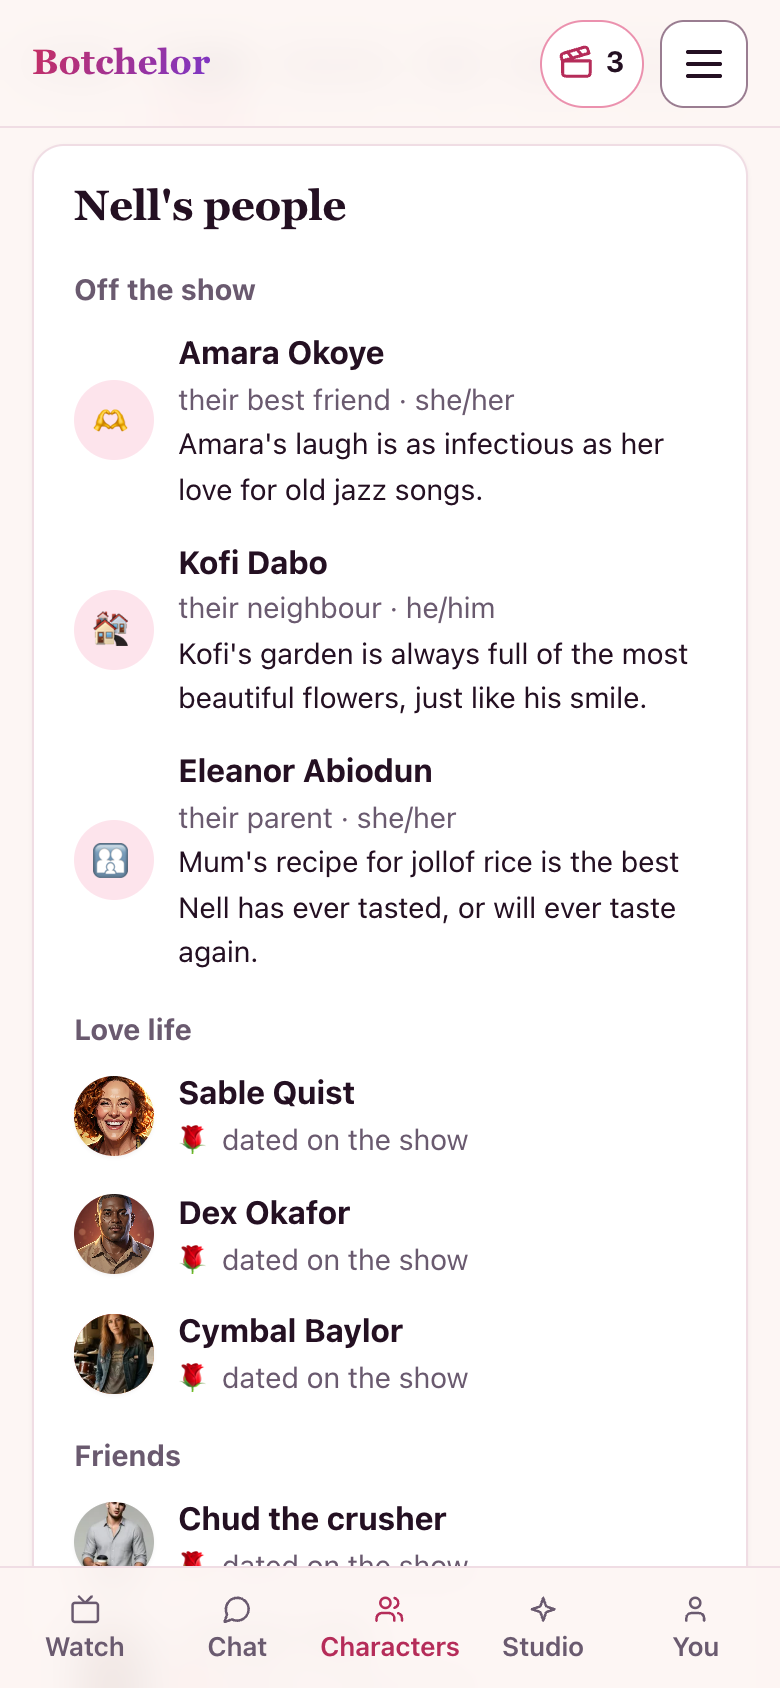 Botchelor
3
Nell's people
Off the show
Amara Okoye
their best friend · she/her
Amara's laugh is as infectious as her
love for old jazz songs.
Kofi Dabo
their neighbour · he/him
Kofi's garden is always full of the most
beautiful flowers, just like his smile.
Eleanor Abiodun
their parent · she/her
Mum's recipe for jollof rice is the best
Nell has ever tasted, or will ever taste
again.
Love life
Sable Quist
dated on the show
Dex Okafor
dated on the show
Cymbal Baylor
dated on the show
Friends
Chud the crusher
dated on the show
Watch
Chat
Characters
Studio
You